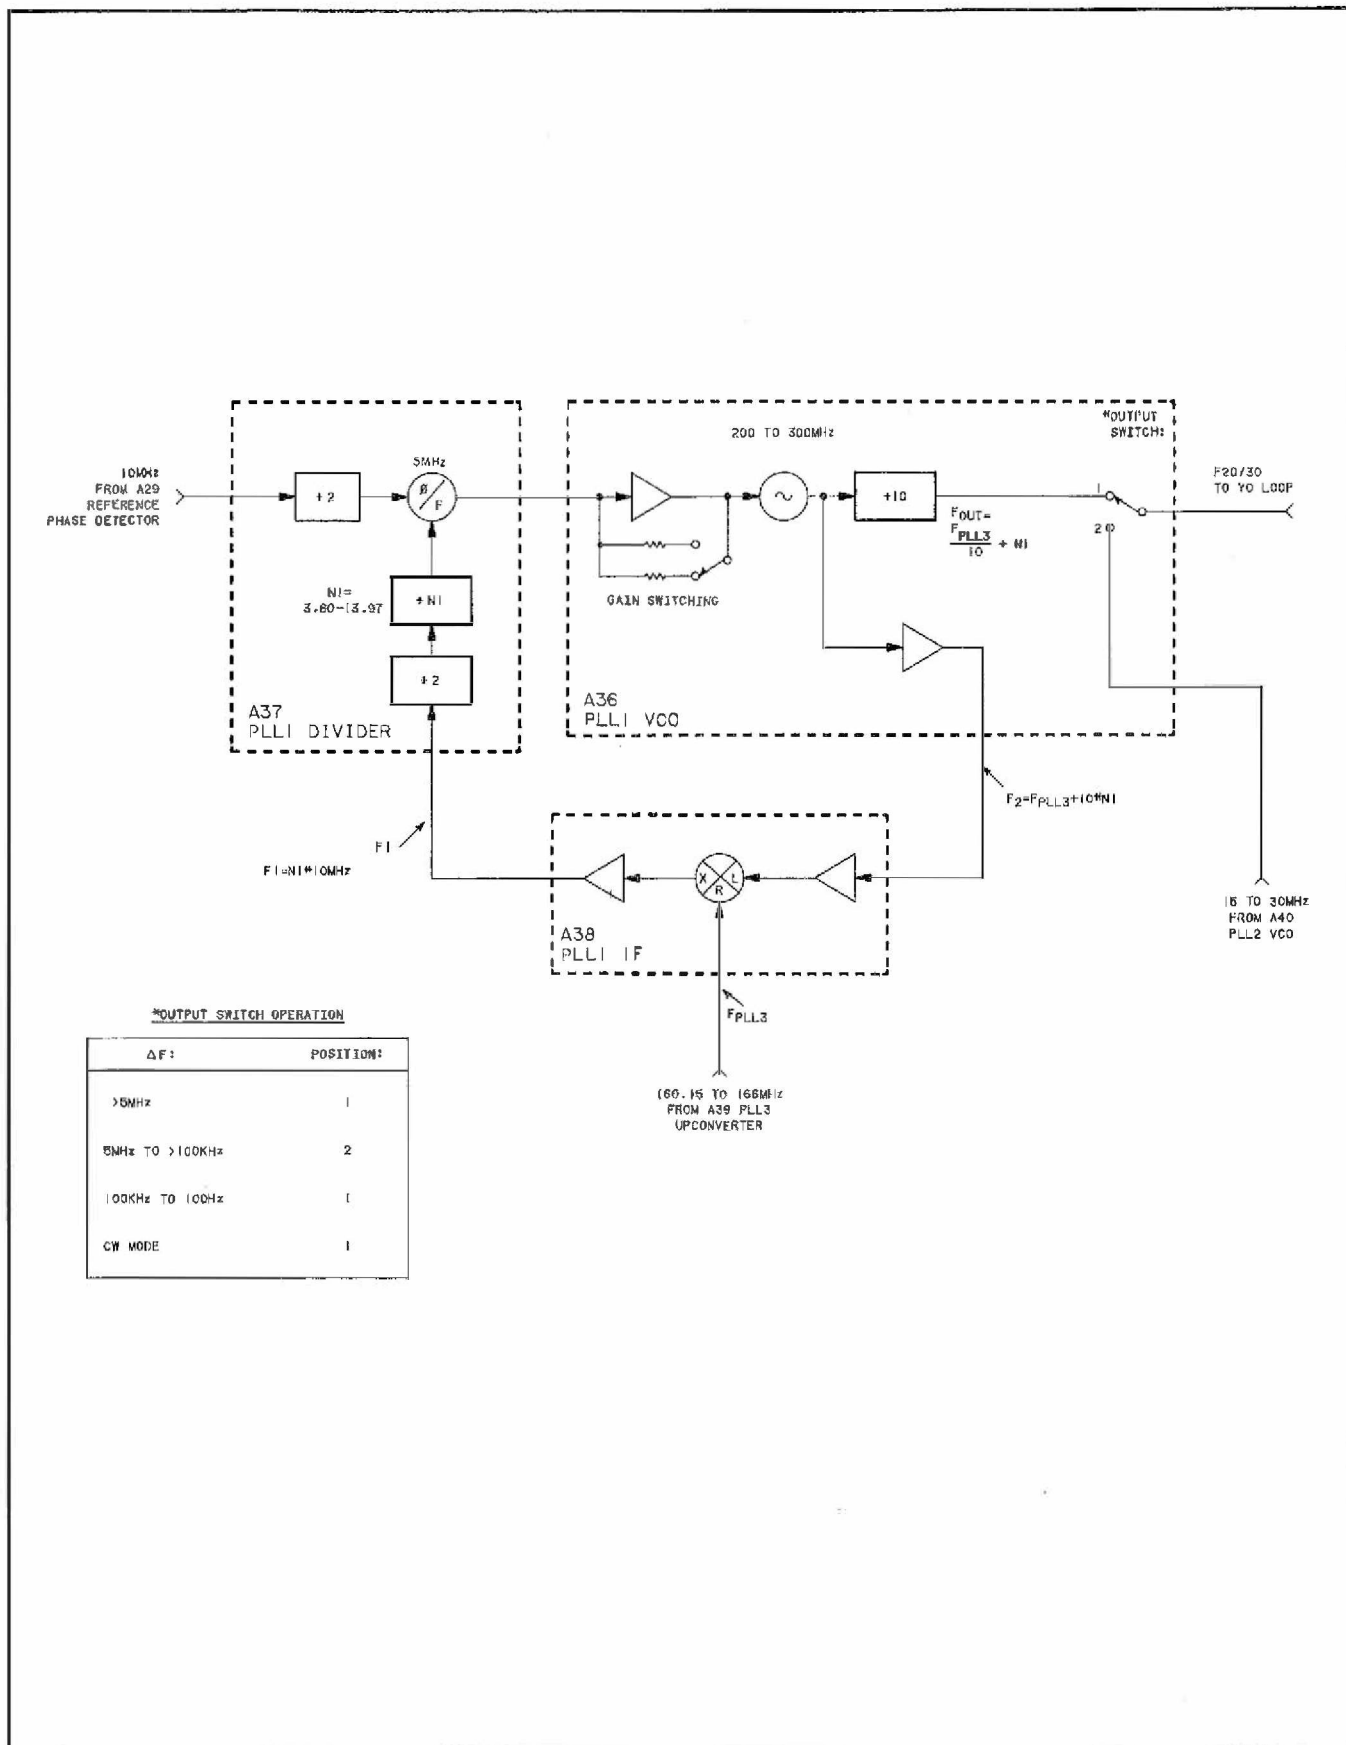 *OUTPUT
SWITCH:
200 TO 300MHz
10MHz
FROM A29
REFERENCE
PHASE DETECTOR
÷2
5MHz
Ø/F
÷10
1
F20/30
TO YO LOOP
2
FOUT=
FPLL3
10 + N1
N1=
3.80-13.97
÷N1
GAIN SWITCHING
÷2
A37
PLL1 DIVIDER
A36
PLL1 VCO
F2=FPLL3+10*N1
F1
F1=N1*10MHz
X L
R
A38
PLL1 IF
15 TO 30MHz
FROM A40
PLL2 VCO
FPLL3
160.15 TO 166MHz
FROM A39 PLL3
UPCONVERTER
*OUTPUT SWITCH OPERATION
ΔF: POSITION:
>5MHz 1
5MHz TO >100KHz 2
100KHz TO 100Hz 1
CW MODE 1